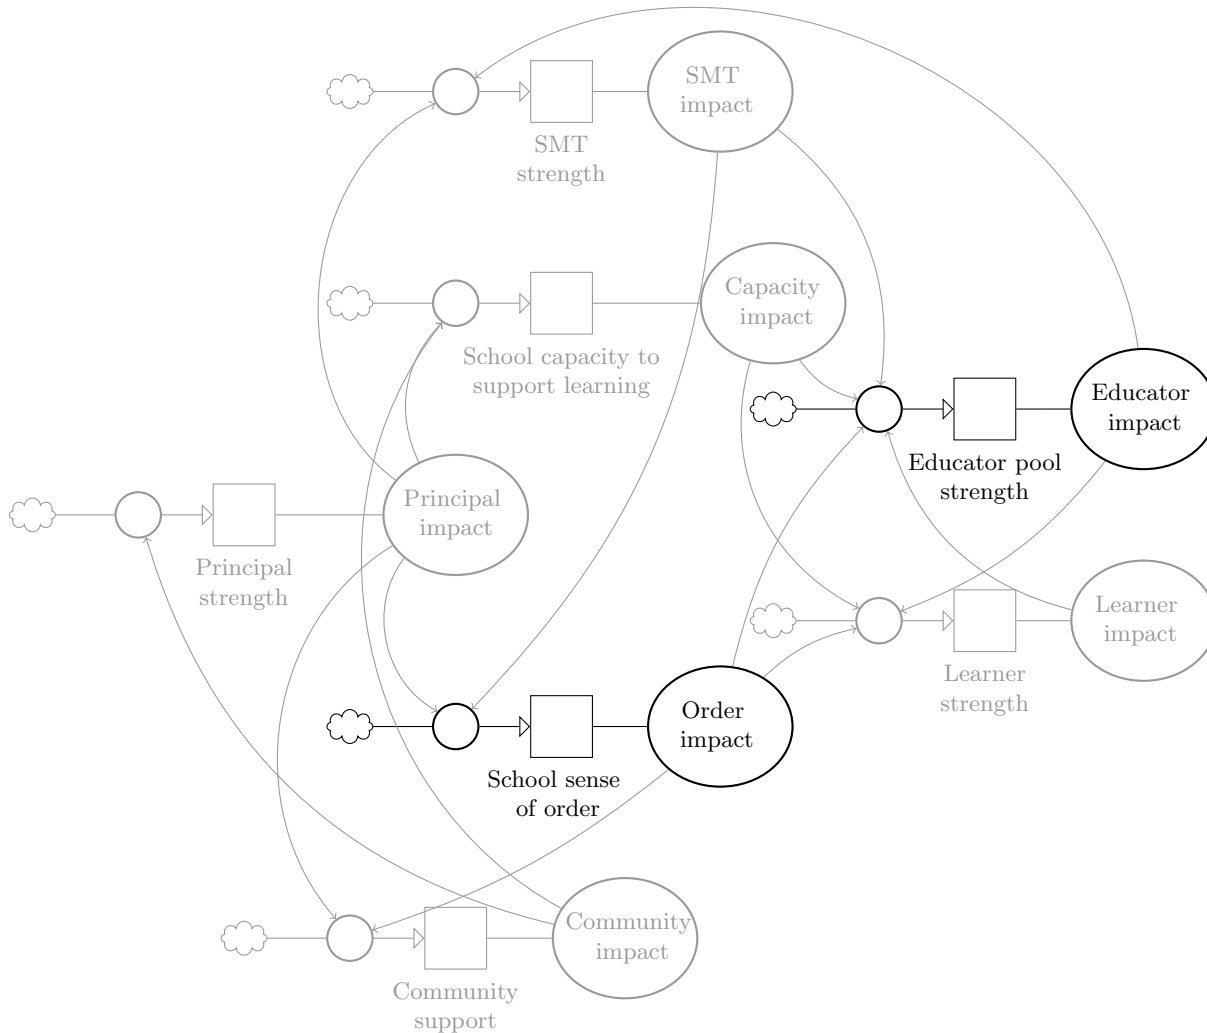 SMT
impact
SMT
strength
Capacity
impact
School capacity to
support learning
Educator
impact
Educator pool
strength
Principal
impact
Principal
strength
Learner
impact
Learner
strength
Order
impact
School sense
of order
Community
impact
Community
support